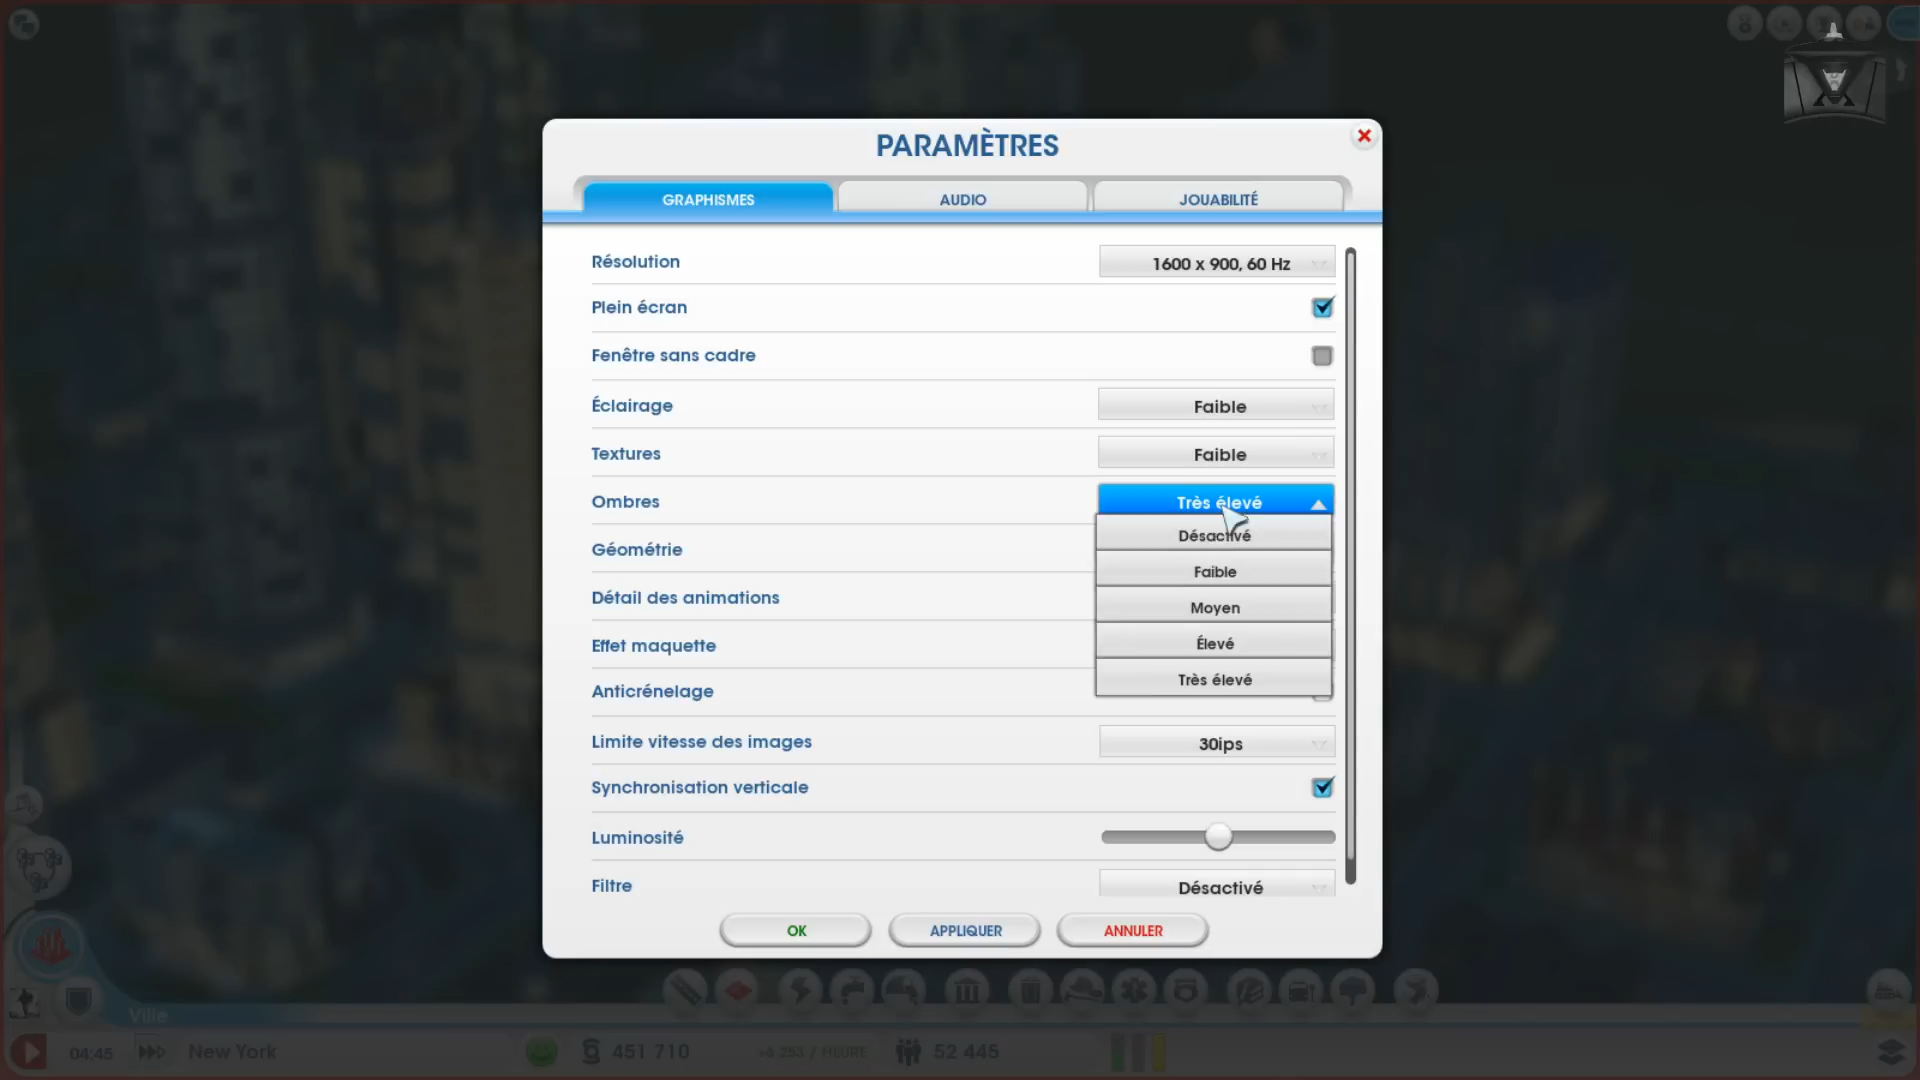 PARAMÈTRES
GRAPHISMES
AUDIO
JOUABILITÉ
Résolution
1600 x 900, 60 Hz
Plein écran
Fenêtre sans cadre
Éclairage
Faible
Textures
Faible
Ombres
Très élevé
Désactivé
Géométrie
Faible
Détail des animations
Moyen
Effet maquette
Élevé
Anticrénelage
Très élevé
Limite vitesse des images
30ips
Synchronisation verticale
Luminosité
Filtre
Désactivé
OK
APPLIQUER
ANNULER
Ville
04:45
New York
451 710
/ HEURE
52 445